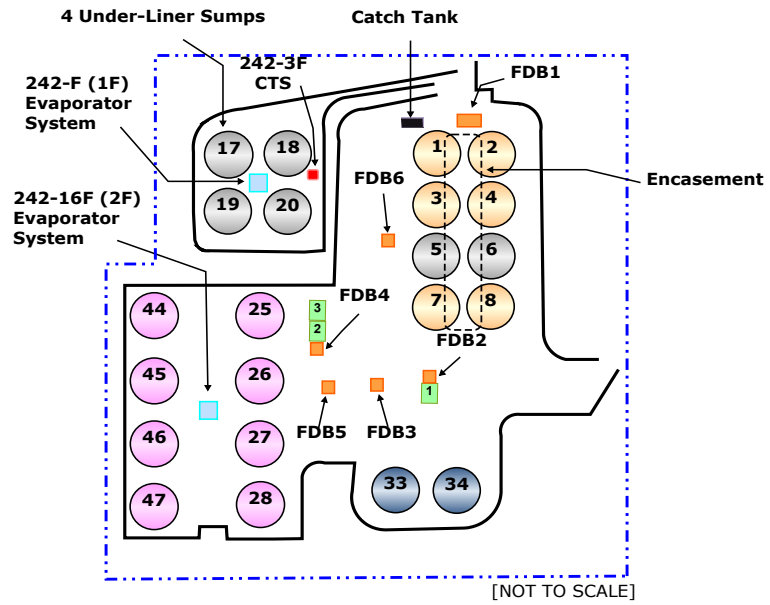 4 Under-Liner Sumps
Catch Tank
242-3F
CTS
FDB1
242-F (1F)
Evaporator
System
17
18
1
2
Encasement
242-16F (2F)
Evaporator
System
19
20
FDB6
3
4
5
6
44
25
3
2
FDB4
7
8
FDB2
45
26
1
FDB5
FDB3
46
27
47
28
33
34
[NOT TO SCALE]